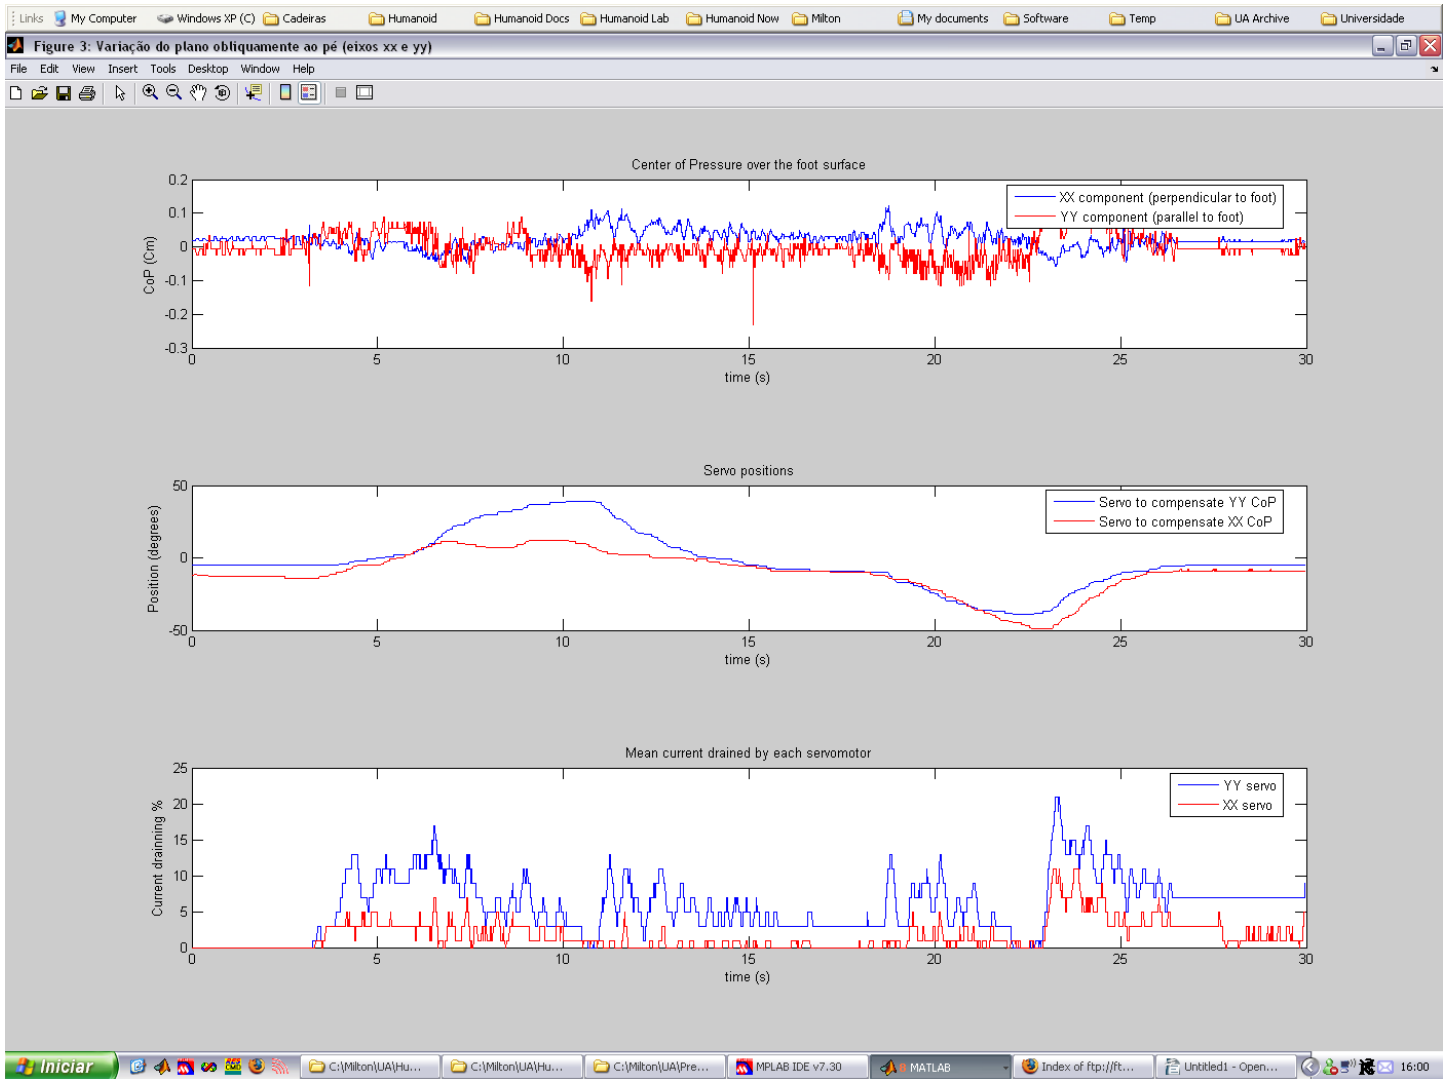 Links My Computer Windows XP (C) Cadeiras Humanoid Humanoid Docs Humanoid Lab Humanoid Now Milton My documents Software Temp UA Archive Universidade
Figure 3: Variação do plano obliquamente ao pé (eixos xx e yy)
File Edit View Insert Tools Desktop Window Help
Center of Pressure over the foot surface
0.2
0.1
0
-0.1
-0.2
-0.3
CoP (Cm)
XX component (perpendicular to foot)
YY component (parallel to foot)
0 5 10 15 20 25 30
time (s)
Servo positions
50
0
-50
Position (degrees)
Servo to compensate YY CoP
Servo to compensate XX CoP
0 5 10 15 20 25 30
time (s)
Mean current drained by each servomotor
25
20
15
10
5
0
Current drainning %
YY servo
XX servo
0 5 10 15 20 25 30
time (s)
Iniciar C:\Milton\UA\Hu... C:\Milton\UA\Hu... C:\Milton\UA\Pre... MPLAB IDE v7.30 8 MATLAB Index of ftp://ft... Untitled1 - Open... 16:00